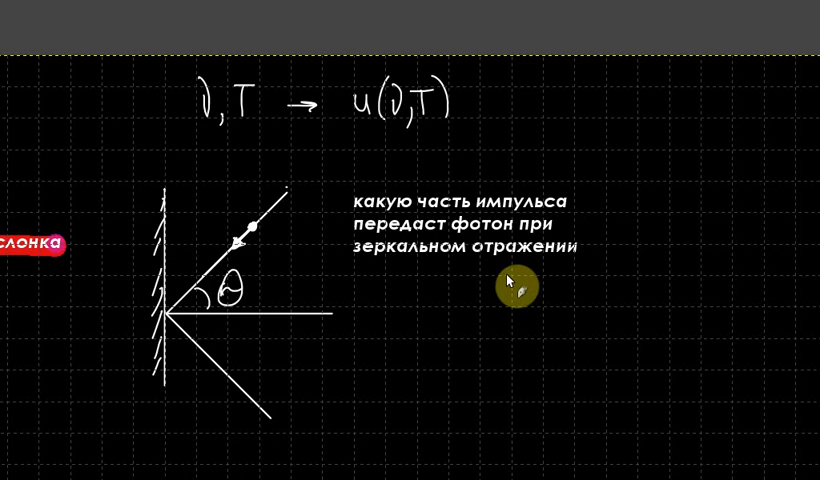 ν, T → u(ν,T)
какую часть импульса
передаст фотон при
зеркальном отражении
слонка
θ